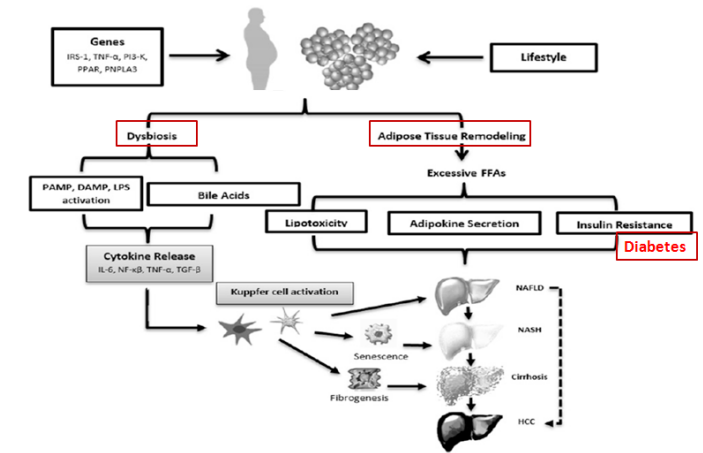 Genes
IRS-1, TNF-α, PI3-K,
PPAR, PNPLA3
Lifestyle
Dysbiosis
Adipose Tissue Remodeling
Excessive FFAs
PAMP, DAMP, LPS
activation
Bile Acids
Lipotoxicity
Adipokine Secretion
Insulin Resistance
Diabetes
Cytokine Release
IL-6, NF-κβ, TNF-α, TGF-β
Kuppfer cell activation
NAFLD
NASH
Senescence
Cirrhosis
Fibrogenesis
HCC